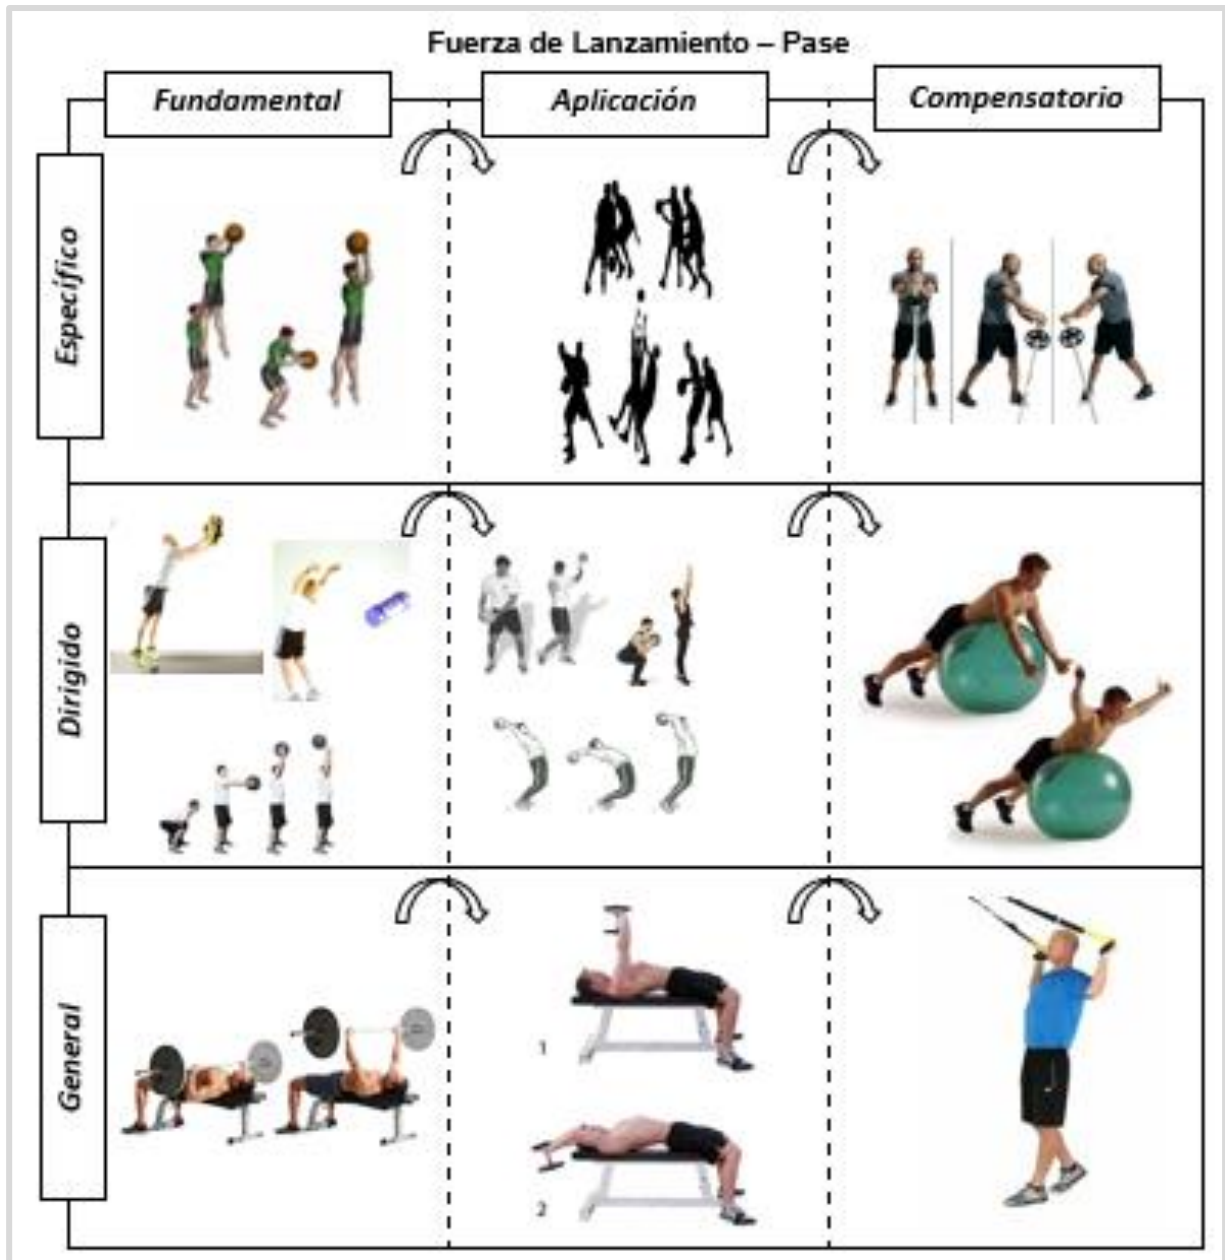 Fuerza de Lanzamiento – Pase
Fundamental
Aplicación
Compensatorio
Específico
Dirigido
General
1
2